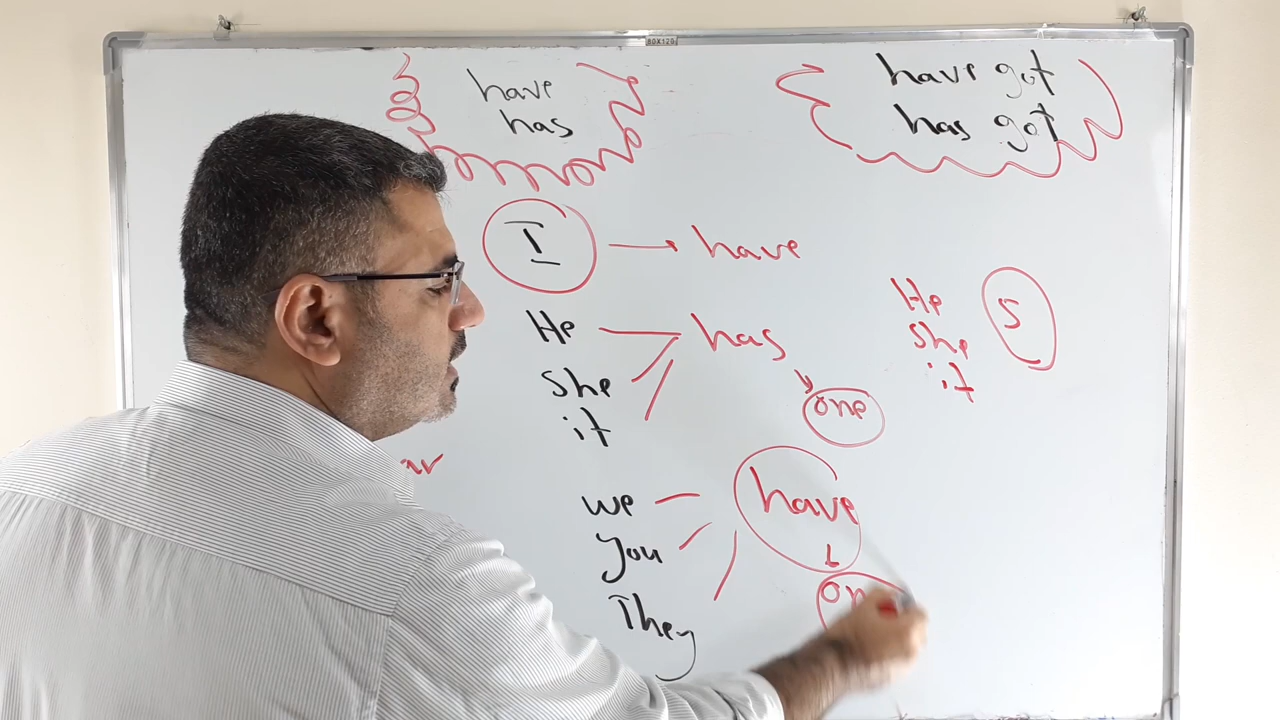 80X120
have
has
have got
has got
I have
He has
She
it
one
He
She
it
S
we have
You
They